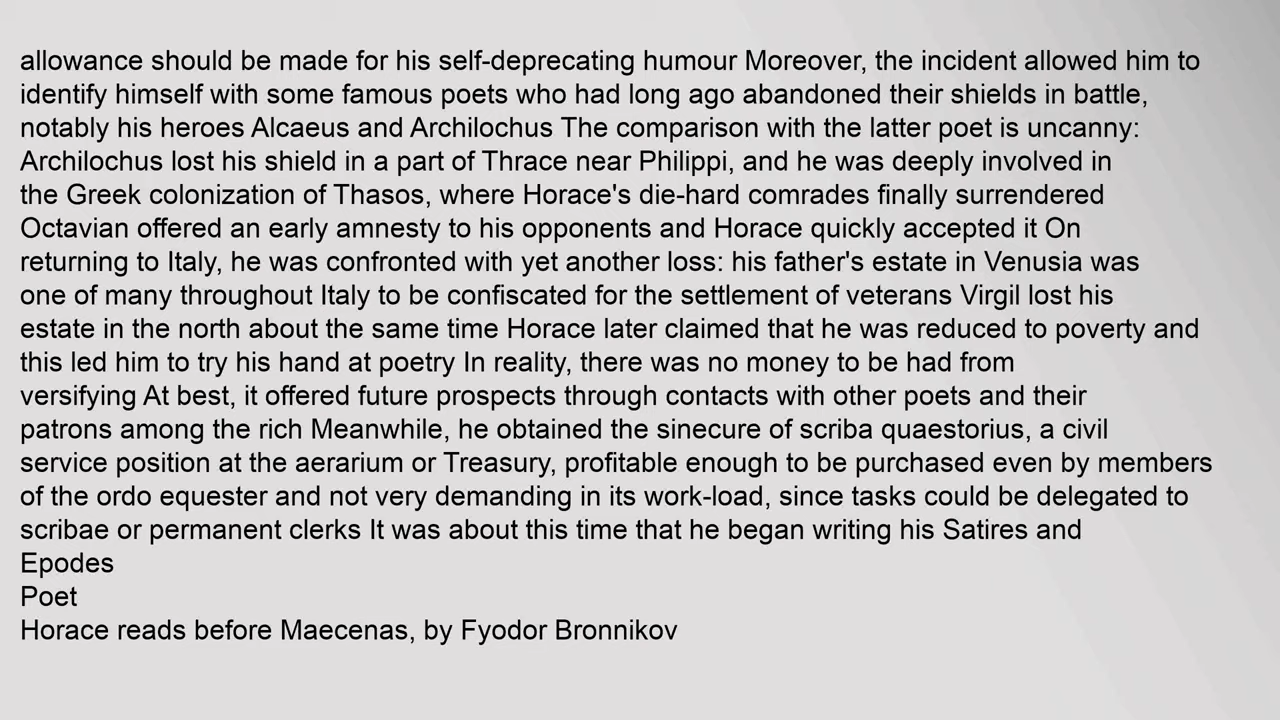 allowance should be made for his self-deprecating humour Moreover, the incident allowed him to
identify himself with some famous poets who had long ago abandoned their shields in battle,
notably his heroes Alcaeus and Archilochus The comparison with the latter poet is uncanny:
Archilochus lost his shield in a part of Thrace near Philippi, and he was deeply involved in
the Greek colonization of Thasos, where Horace's die-hard comrades finally surrendered
Octavian offered an early amnesty to his opponents and Horace quickly accepted it On
returning to Italy, he was confronted with yet another loss: his father's estate in Venusia was
one of many throughout Italy to be confiscated for the settlement of veterans Virgil lost his
estate in the north about the same time Horace later claimed that he was reduced to poverty and
this led him to try his hand at poetry In reality, there was no money to be had from
versifying At best, it offered future prospects through contacts with other poets and their
patrons among the rich Meanwhile, he obtained the sinecure of scriba quaestorius, a civil
service position at the aerarium or Treasury, profitable enough to be purchased even by members
of the ordo equester and not very demanding in its work-load, since tasks could be delegated to
scribae or permanent clerks It was about this time that he began writing his Satires and
Epodes
Poet
Horace reads before Maecenas, by Fyodor Bronnikov